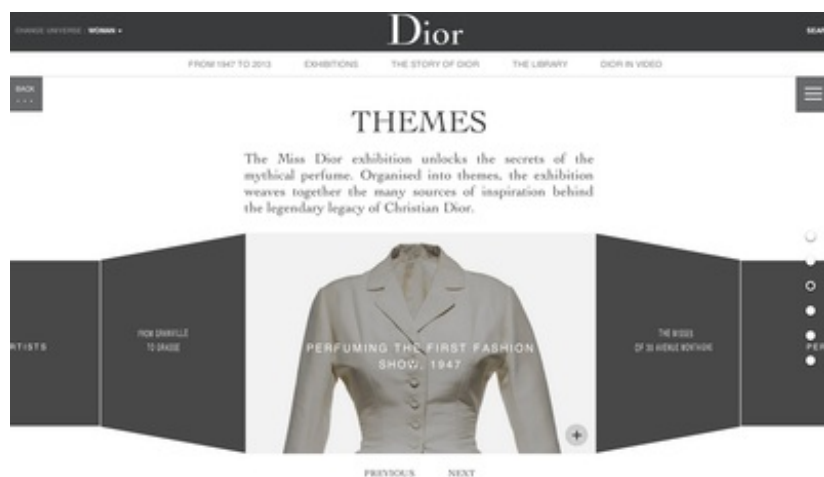 CHANGE UNIVERSE : WOMAN
Dior
SEAR
FROM 1947 TO 2013 EXHIBITIONS THE STORY OF DIOR THE LIBRARY DIOR IN VIDEO
BACK
THEMES
The Miss Dior exhibition unlocks the secrets of the
mythical perfume. Organised into themes, the exhibition
weaves together the many sources of inspiration behind
the legendary legacy of Christian Dior.
RTISTS
FROM GRANVILLE
TO GRASSE
PERFUMING THE FIRST FASHION
SHOW, 1947
THE MISSES
OF 30 AVENUE MONTAIGNE
PER
PREVIOUS NEXT